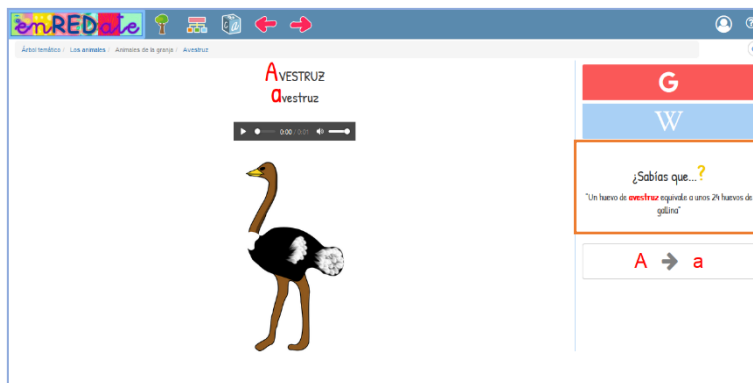 enREDate
Árbol temático / Los animales / Animales de la granja / Avestruz
AVESTRUZ
avestruz
0:00 / 0:01
G
W
¿Sabías que...?
"Un huevo de avestruz equivale a unos 24 huevos de
gallina"
A → a